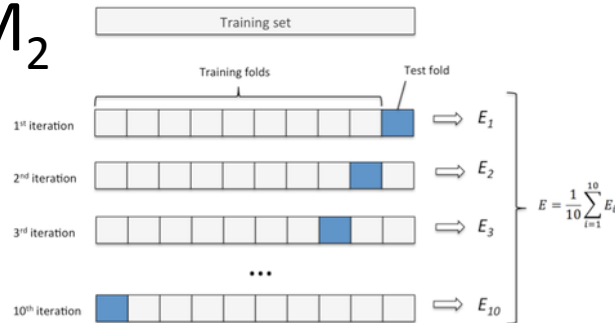 M₂
Training set
Training folds
Test fold
1st iteration
E₁
2nd iteration
E₂
3rd iteration
E₃
E = 1/10 ∑ᵢ₌₁¹⁰ Eᵢ
...
10th iteration
E₁₀